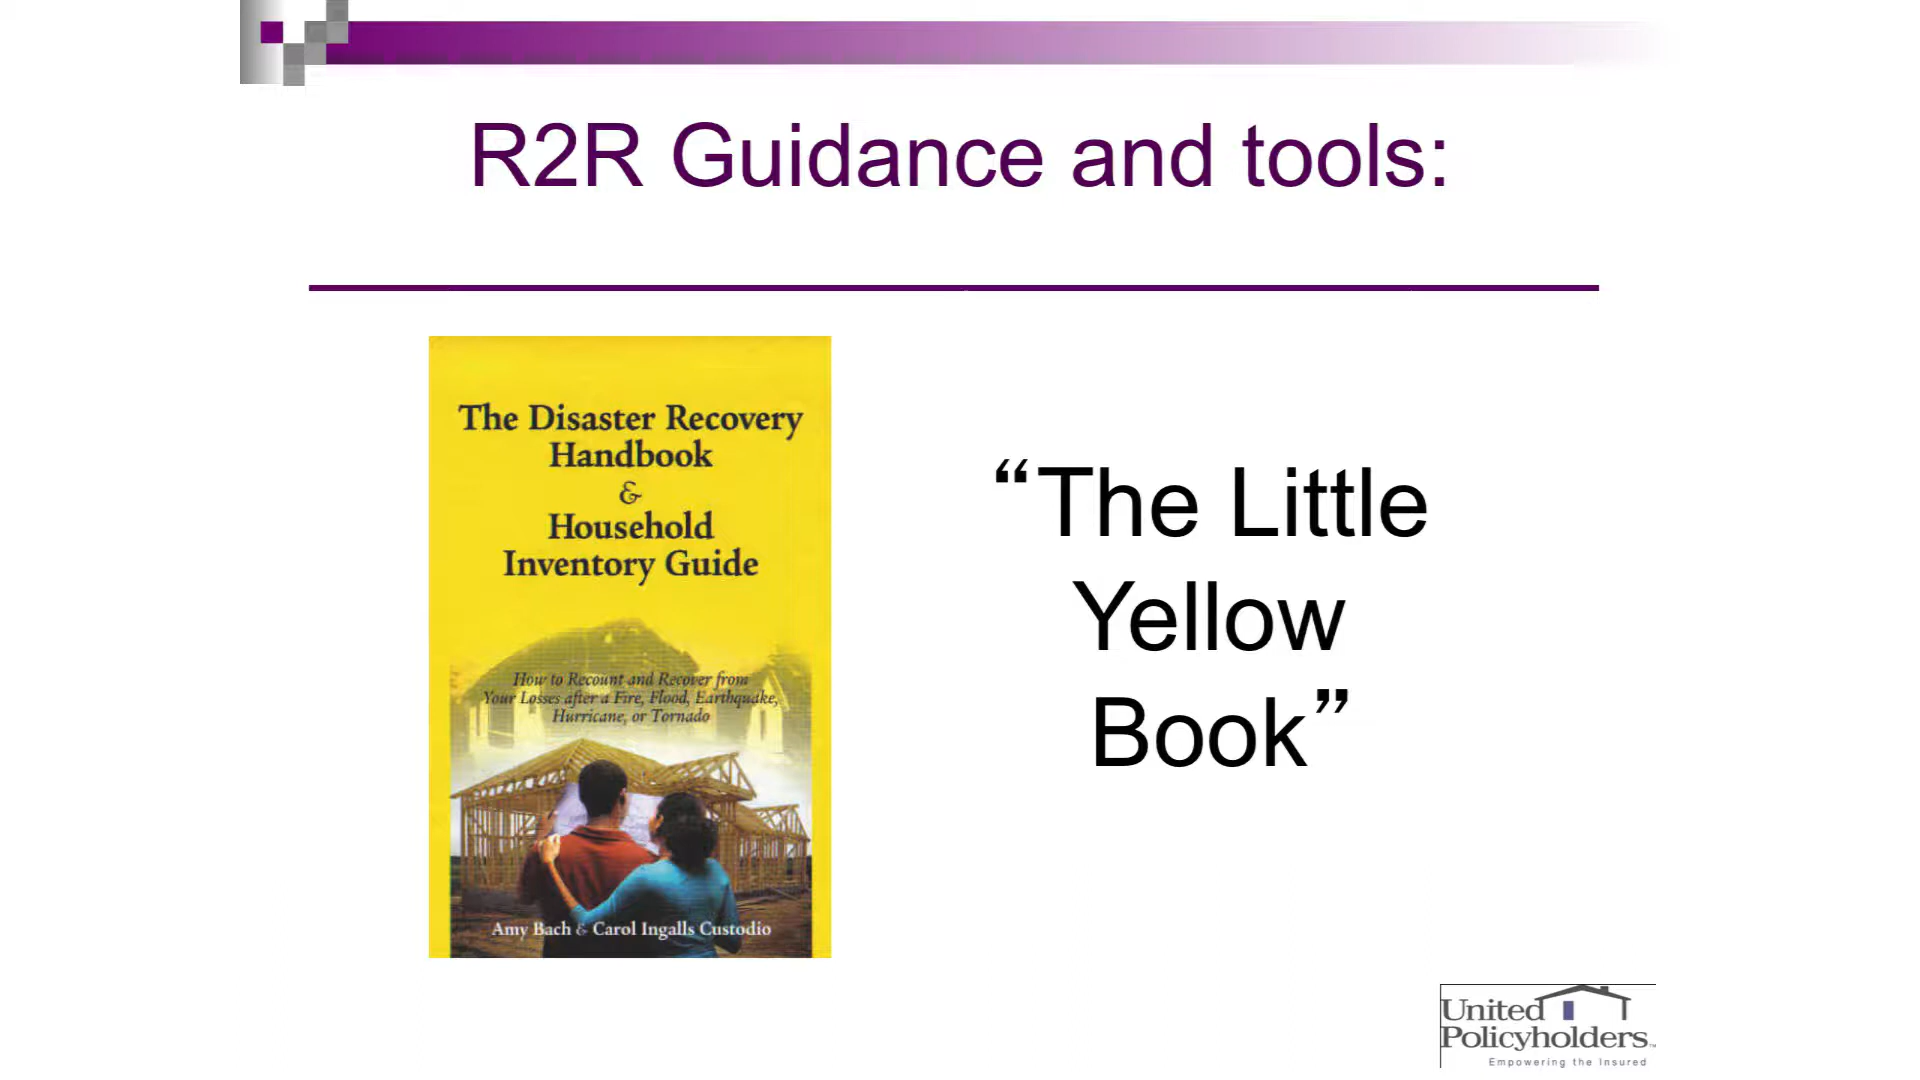 R2R Guidance and tools:
The Disaster Recovery
Handbook
&
Household
Inventory Guide
How to Recount and Recover from
Your Losses after a Fire, Flood, Earthquake,
Hurricane, or Tornado
Amy Bach & Carol Ingalls Custodio
“The Little
Yellow
Book”
United
Policyholders™
Empowering the Insured